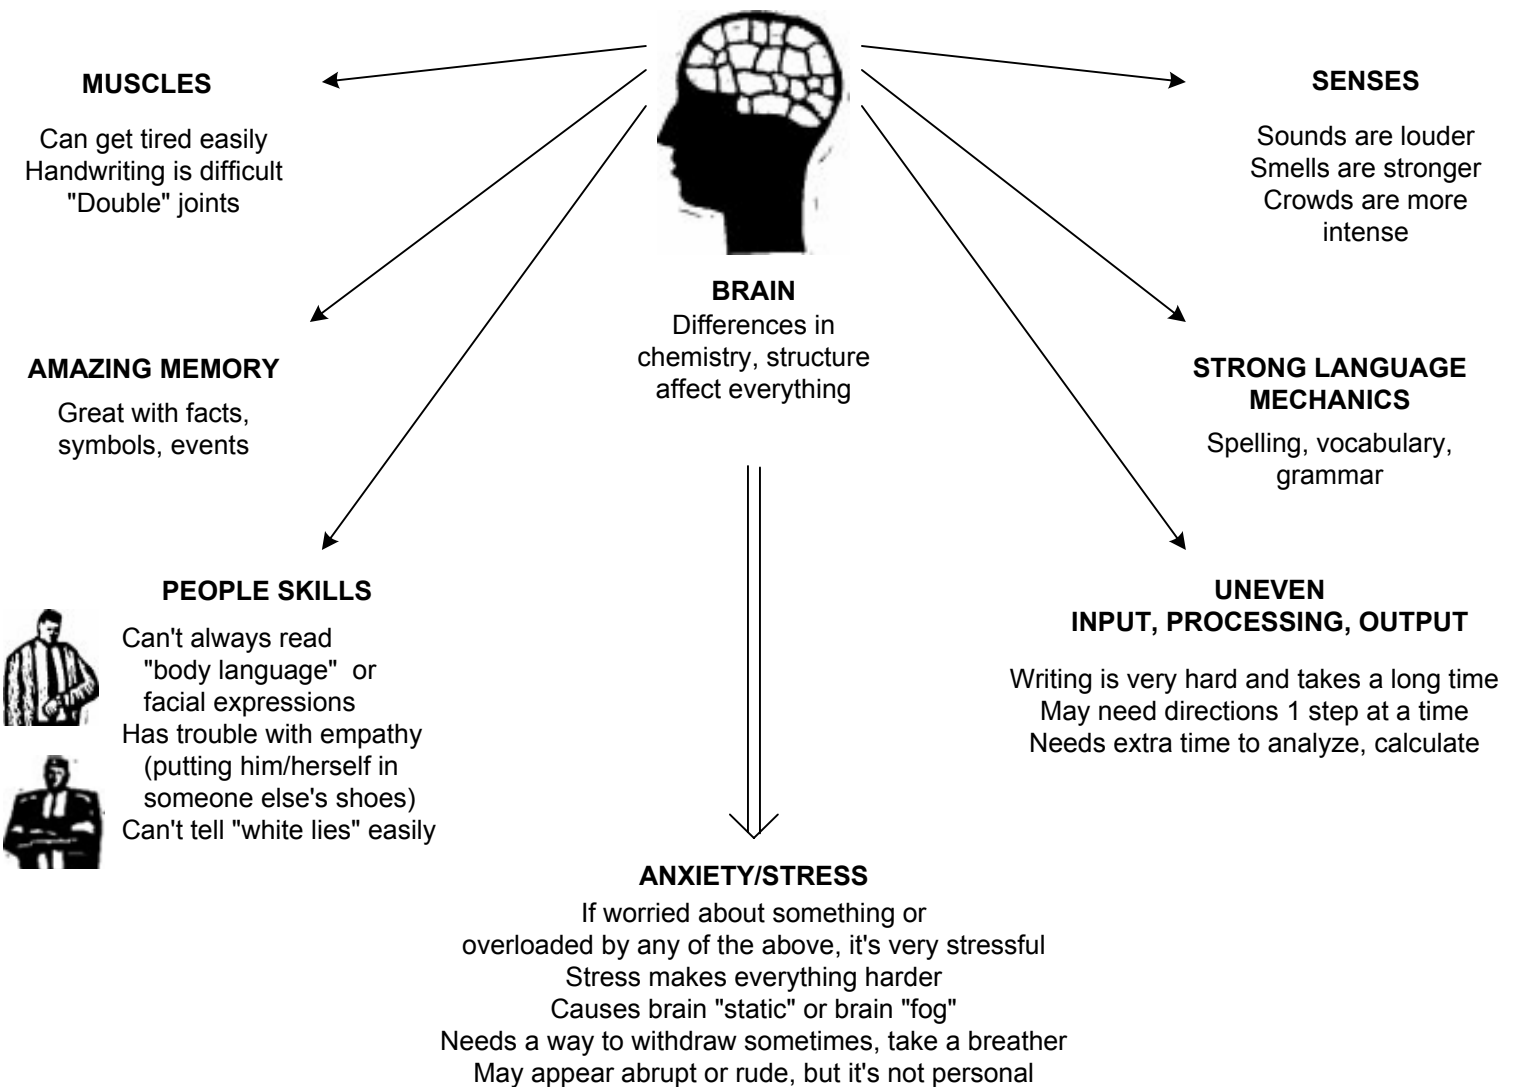 MUSCLES
Can get tired easily
Handwriting is difficult
"Double" joints
AMAZING MEMORY
Great with facts,
symbols, events
PEOPLE SKILLS
Can't always read
"body language" or
facial expressions
Has trouble with empathy
(putting him/herself in
someone else's shoes)
Can't tell "white lies" easily
BRAIN
Differences in
chemistry, structure
affect everything
SENSES
Sounds are louder
Smells are stronger
Crowds are more
intense
STRONG LANGUAGE
MECHANICS
Spelling, vocabulary,
grammar
UNEVEN
INPUT, PROCESSING, OUTPUT
Writing is very hard and takes a long time
May need directions 1 step at a time
Needs extra time to analyze, calculate
ANXIETY/STRESS
If worried about something or
overloaded by any of the above, it's very stressful
Stress makes everything harder
Causes brain "static" or brain "fog"
Needs a way to withdraw sometimes, take a breather
May appear abrupt or rude, but it's not personal